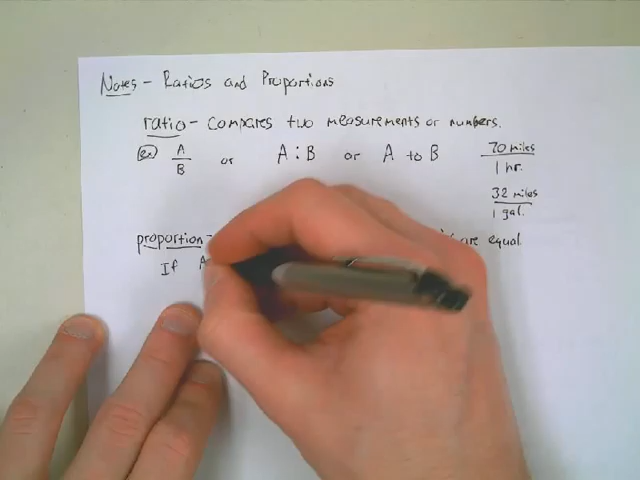 Notes - Ratios and Proportions
ratio - compares two measurements or numbers.
ex A/B or A : B or A to B 70 miles/1 hr.
32 miles/1 gal.
proportion - are equal
If A